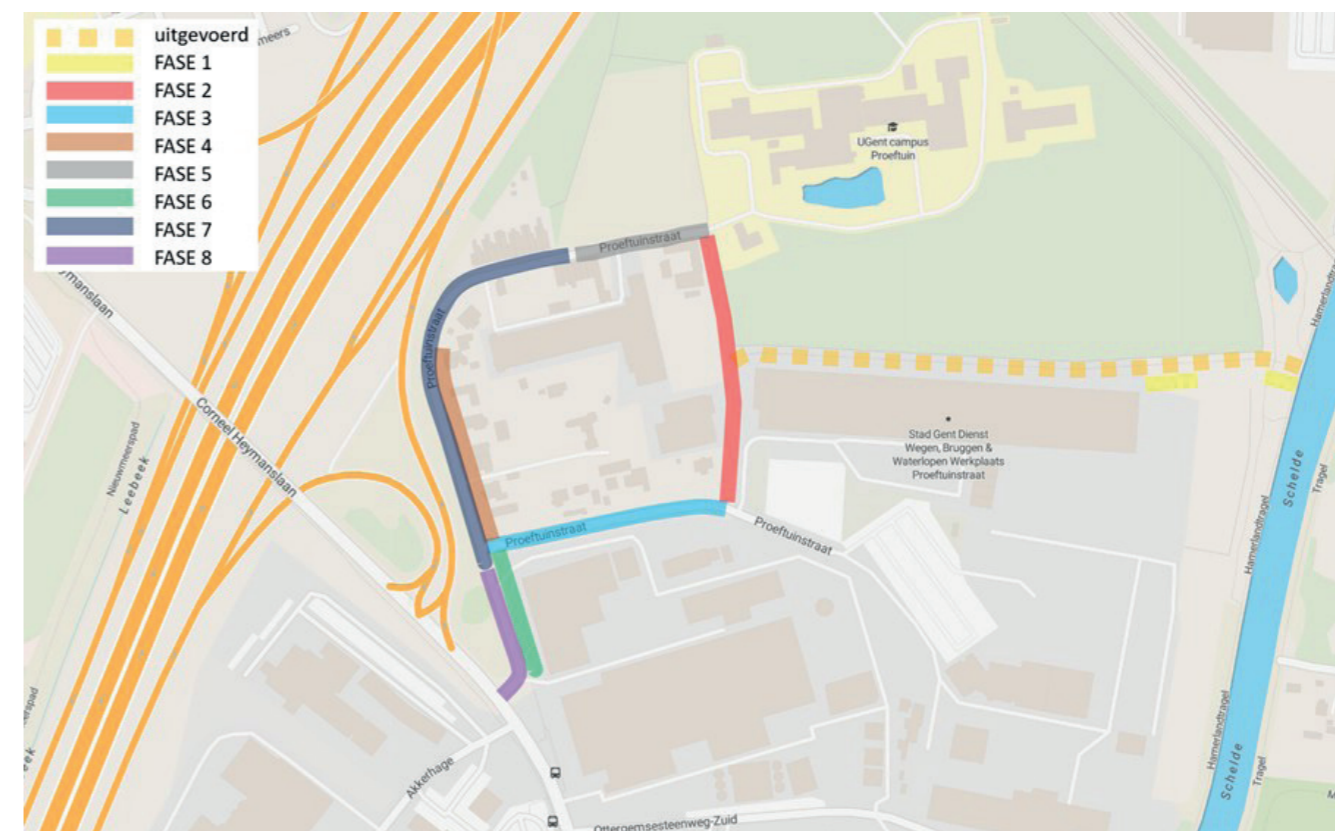 uitgevoerd
FASE 1
FASE 2
FASE 3
FASE 4
FASE 5
FASE 6
FASE 7
FASE 8
UGent campus
Proeftuin
Proeftuinstraat
Proeftuinstraat
Corneel Heymanslaan
Nieuwmeerspad
Leebeek
Stad Gent Dienst
Wegen, Bruggen &
Waterlopen Werkplaats
Proeftuinstraat
Proeftuinstraat
Proeftuinstraat
Schelde
Tragel
Hamerlandtragel
Hamerlandtragel
Schelde
Tragel
Akkerhage
Ottergemsesteenweg-Zuid